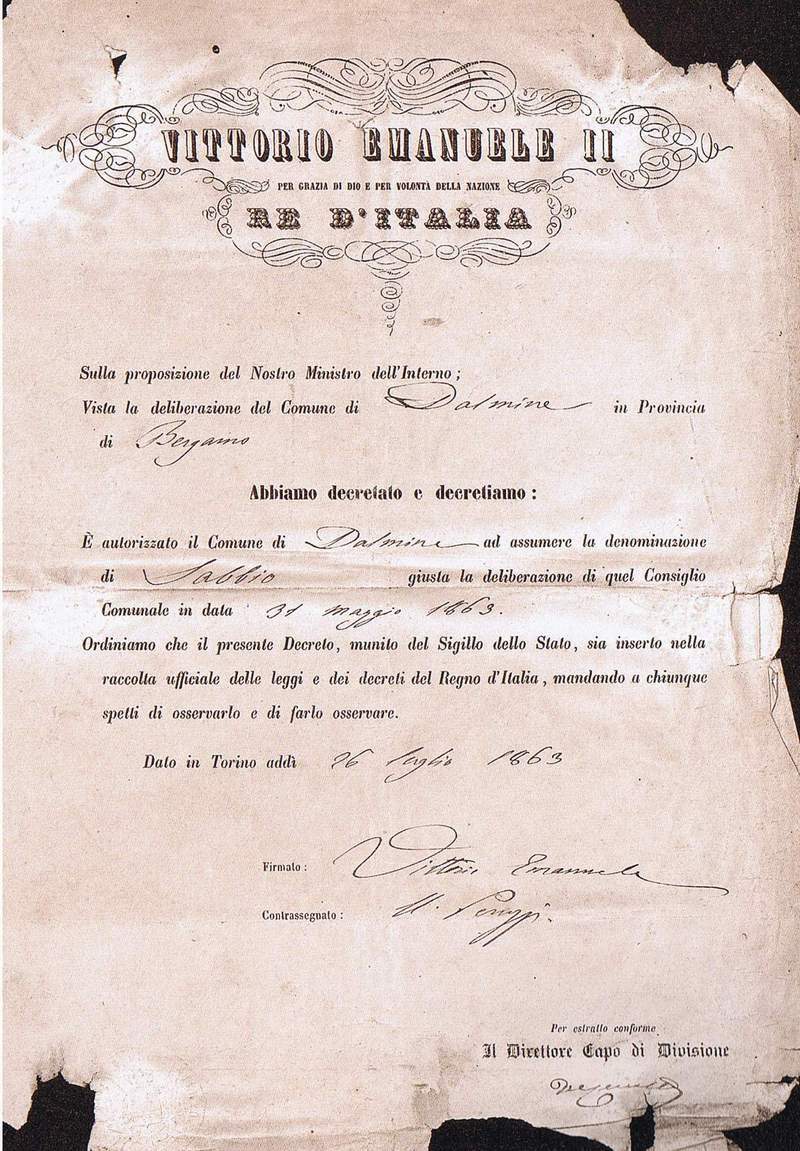 VITTORIO EMANUELE II
PER GRAZIA DI DIO E PER VOLONTÀ DELLA NAZIONE
RE D'ITALIA
Sulla proposizione del Nostro Ministro dell'Interno;
Vista la deliberazione del Comune di Dalmine in Provincia
di Bergamo
Abbiamo decretato e decretiamo:
È autorizzato il Comune di Dalmine ad assumere la denominazione
di Sabbio giusta la deliberazione di quel Consiglio
Comunale in data 31 maggio 1863.
Ordiniamo che il presente Decreto, munito del Sigillo dello Stato, sia inserto nella
raccolta ufficiale delle leggi e dei decreti del Regno d'Italia, mandando a chiunque
spetti di osservarlo e di farlo osservare.
Dato in Torino addì 26 luglio 1863
Firmato: Vittorio Emanuele
Contrassegnato: U. Peruzzi.
Per estratto conforme
Il Direttore Capo di Divisione